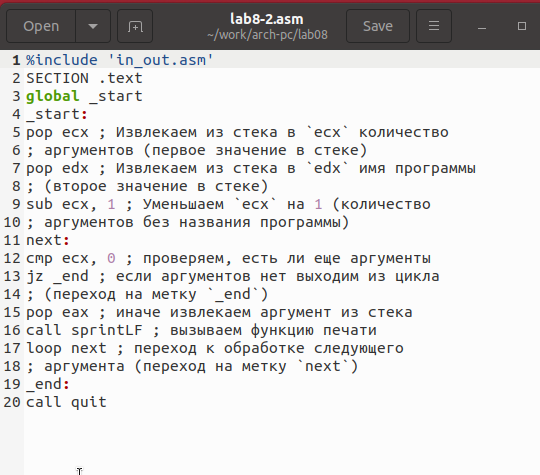 Open
lab8-2.asm
~/work/arch-pc/lab08
Save
1 %include 'in_out.asm'
2 SECTION .text
3 global _start
4 _start:
5 pop ecx ; Извлекаем из стека в `ecx` количество
6 ; аргументов (первое значение в стеке)
7 pop edx ; Извлекаем из стека в `edx` имя программы
8 ; (второе значение в стеке)
9 sub ecx, 1 ; Уменьшаем `ecx` на 1 (количество
10 ; аргументов без названия программы)
11 next:
12 cmp ecx, 0 ; проверяем, есть ли еще аргументы
13 jz _end ; если аргументов нет выходим из цикла
14 ; (переход на метку `_end`)
15 pop eax ; иначе извлекаем аргумент из стека
16 call sprintLF ; вызываем функцию печати
17 loop next ; переход к обработке следующего
18 ; аргумента (переход на метку `next`)
19 _end:
20 call quit